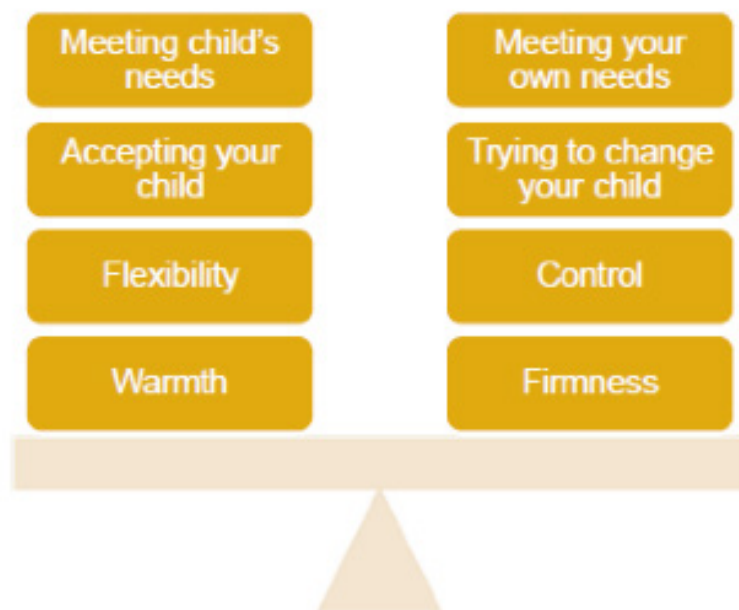 Meeting child's
needs
Meeting your
own needs
Accepting your
child
Trying to change
your child
Flexibility
Control
Warmth
Firmness